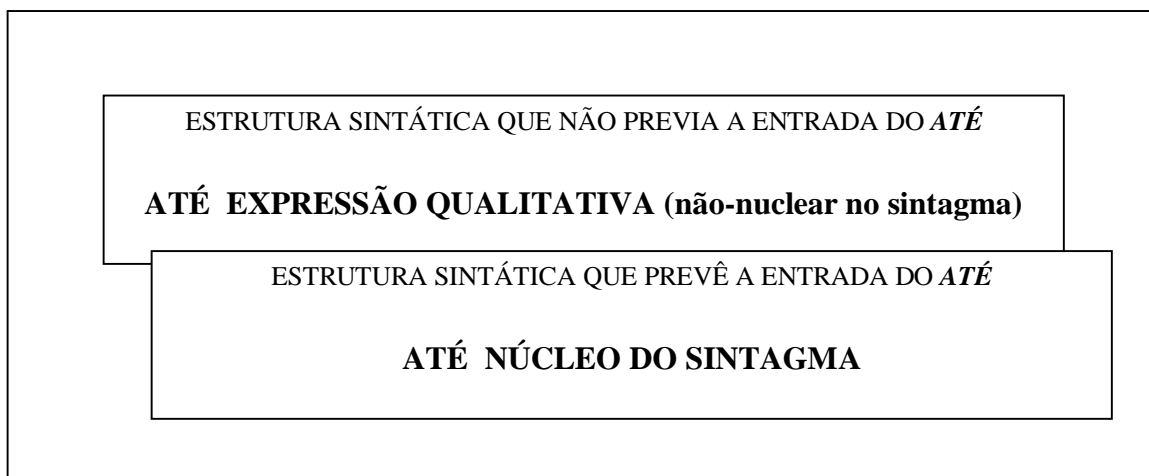 ESTRUTURA SINTÁTICA QUE NÃO PREVIA A ENTRADA DO ATÉ
ATÉ EXPRESSÃO QUALITATIVA (não-nuclear no sintagma)
ESTRUTURA SINTÁTICA QUE PREVÊ A ENTRADA DO ATÉ
ATÉ NÚCLEO DO SINTAGMA